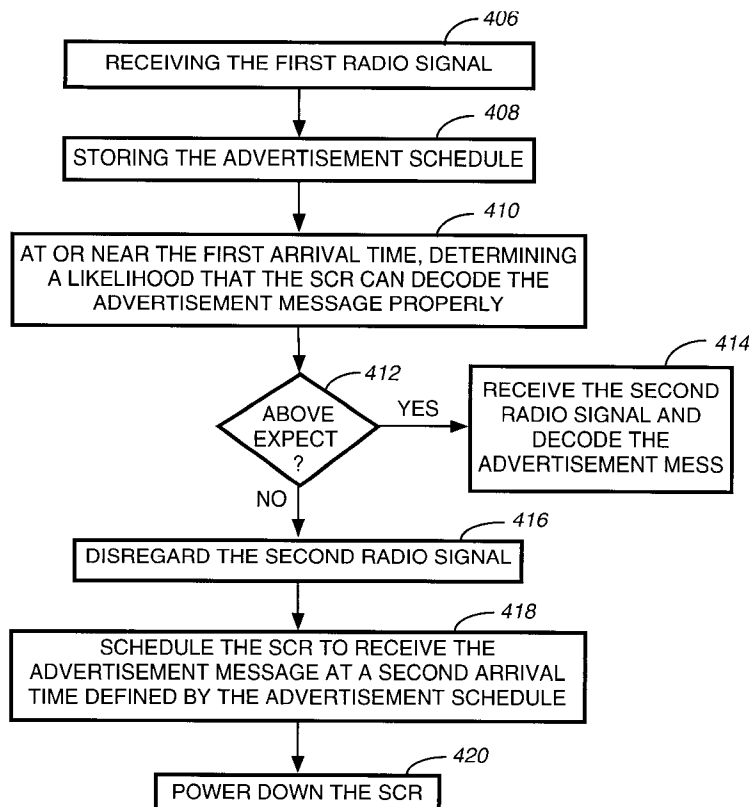 406
RECEIVING THE FIRST RADIO SIGNAL
408
STORING THE ADVERTISEMENT SCHEDULE
410
AT OR NEAR THE FIRST ARRIVAL TIME, DETERMINING
A LIKELIHOOD THAT THE SCR CAN DECODE THE
ADVERTISEMENT MESSAGE PROPERLY
412
ABOVE
EXPECT
?
YES
414
RECEIVE THE SECOND
RADIO SIGNAL AND
DECODE THE
ADVERTISEMENT MESS
NO
416
DISREGARD THE SECOND RADIO SIGNAL
418
SCHEDULE THE SCR TO RECEIVE THE
ADVERTISEMENT MESSAGE AT A SECOND ARRIVAL
TIME DEFINED BY THE ADVERTISEMENT SCHEDULE
420
POWER DOWN THE SCR